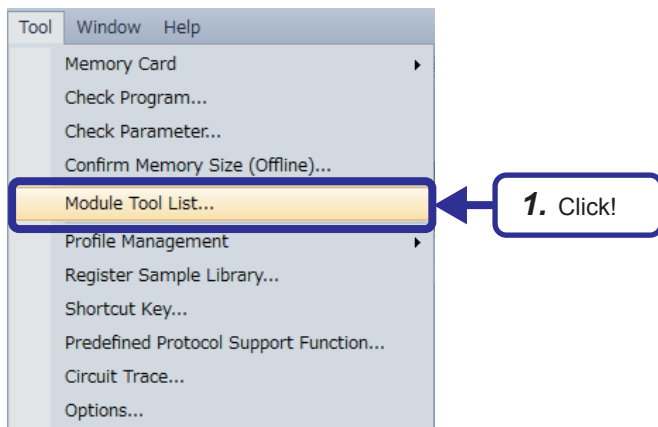 Tool Window Help
Memory Card
Check Program...
Check Parameter...
Confirm Memory Size (Offline)...
Module Tool List...
1. Click!
Profile Management
Register Sample Library...
Shortcut Key...
Predefined Protocol Support Function...
Circuit Trace...
Options...